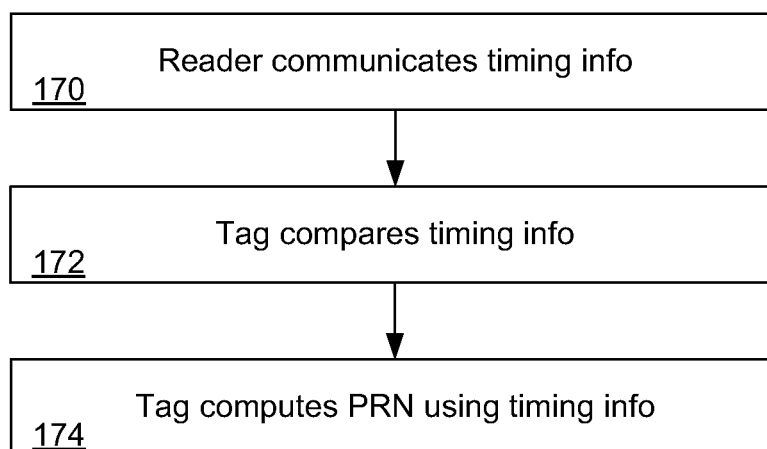 Reader communicates timing info
170
Tag compares timing info
172
Tag computes PRN using timing info
174